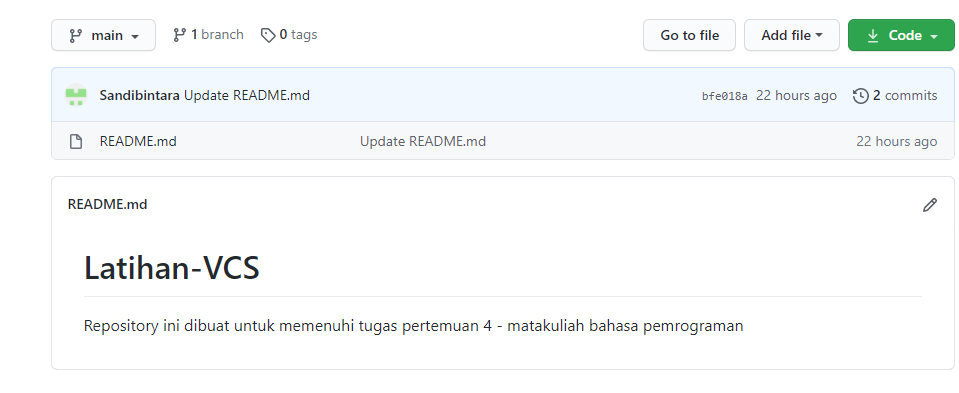 main 1 branch 0 tags Go to file Add file Code
Sandibintara Update README.md bfe018a 22 hours ago 2 commits
README.md Update README.md 22 hours ago
README.md
Latihan-VCS
Repository ini dibuat untuk memenuhi tugas pertemuan 4 - matakuliah bahasa pemrograman